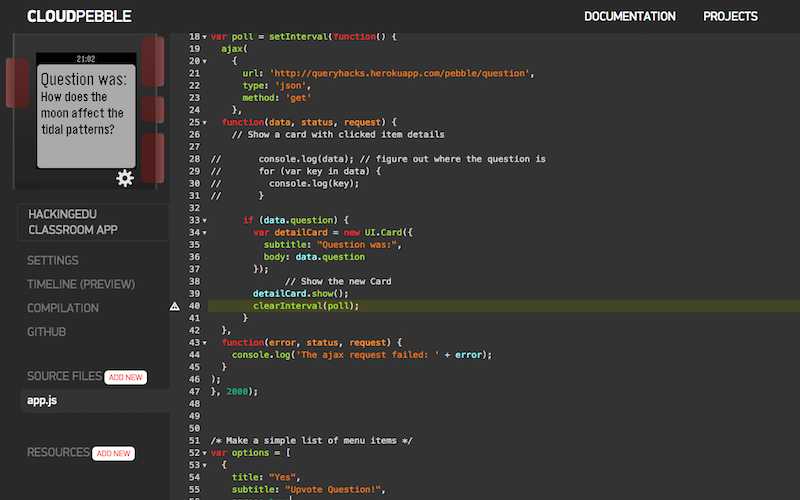 CLOUDPEBBLE
DOCUMENTATION PROJECTS
21:02
Question was:
How does the
moon affect the
tidal patterns?
HACKINGEDU
CLASSROOM APP
SETTINGS
TIMELINE (PREVIEW)
COMPILATION
GITHUB
SOURCE FILES ADD NEW
app.js
RESOURCES ADD NEW
18 var poll = setInterval(function() {
19 ajax(
20 {
21 url: 'http://queryhacks.herokuapp.com/pebble/question',
22 type: 'json',
23 method: 'get'
24 },
25 function(data, status, request) {
26 // Show a card with clicked item details
27
28 // console.log(data); // figure out where the question is
29 // for (var key in data) {
30 // console.log(key);
31 // }
32
33 if (data.question) {
34 var detailCard = new UI.Card({
35 subtitle: "Question was:",
36 body: data.question
37 });
38 // Show the new Card
39 detailCard.show();
40 clearInterval(poll);
41 }
42 },
43 function(error, status, request) {
44 console.log('The ajax request failed: ' + error);
45 }
46 );
47 }, 2000);
48
49
50
51 /* Make a simple list of menu items */
52 var options = [
53 {
54 title: "Yes",
55 subtitle: "Upvote Question!",